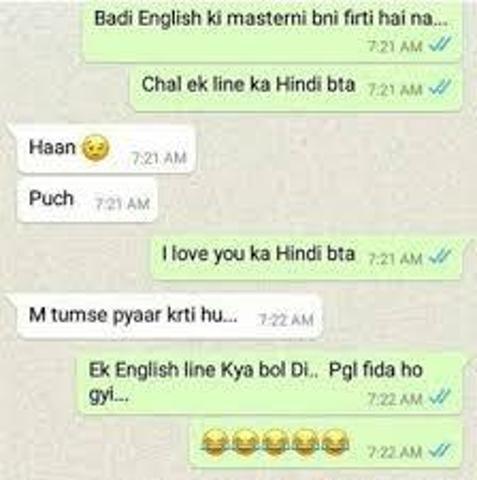 Badi English ki masterni bni firti hai na...
7:21 AM
Chal ek line ka Hindi bta 7:21 AM
Haan 😉 7:21 AM
Puch 7:21 AM
I love you ka Hindi bta 7:21 AM
M tumse pyaar krti hu... 7:22 AM
Ek English line Kya bol Di.. Pgl fida ho
gyi... 7:22 AM
😂😂😂😂😂 7:22 AM